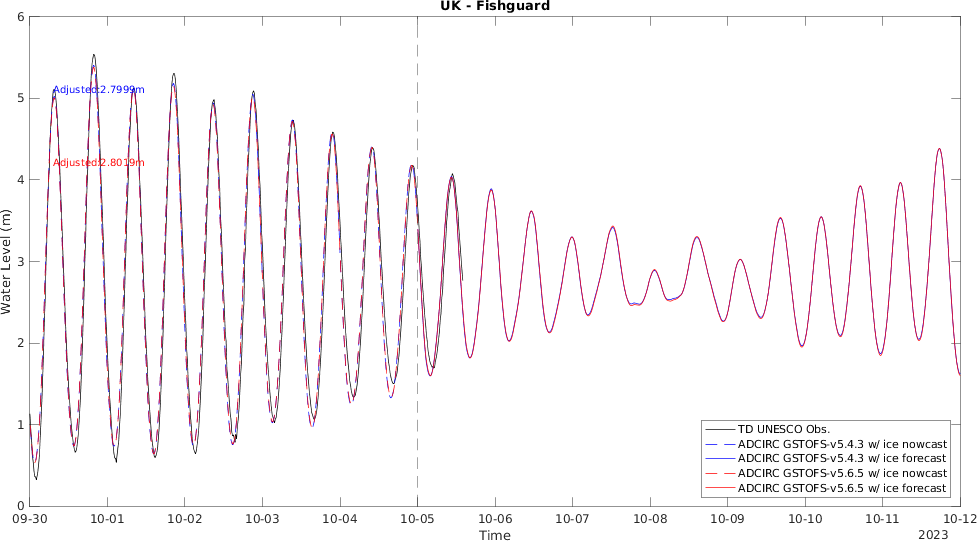 UK - Fishguard
6
5
4
3
2
1
0
Water Level (m)
Adjusted:2.7999m
Adjusted:2.8019m
TD UNESCO Obs.
ADCIRC GSTOFS-v5.4.3 w/ ice nowcast
ADCIRC GSTOFS-v5.4.3 w/ ice forecast
ADCIRC GSTOFS-v5.6.5 w/ ice nowcast
ADCIRC GSTOFS-v5.6.5 w/ ice forecast
09-30 10-01 10-02 10-03 10-04 10-05 10-06 10-07 10-08 10-09 10-10 10-11 10-12
Time
2023